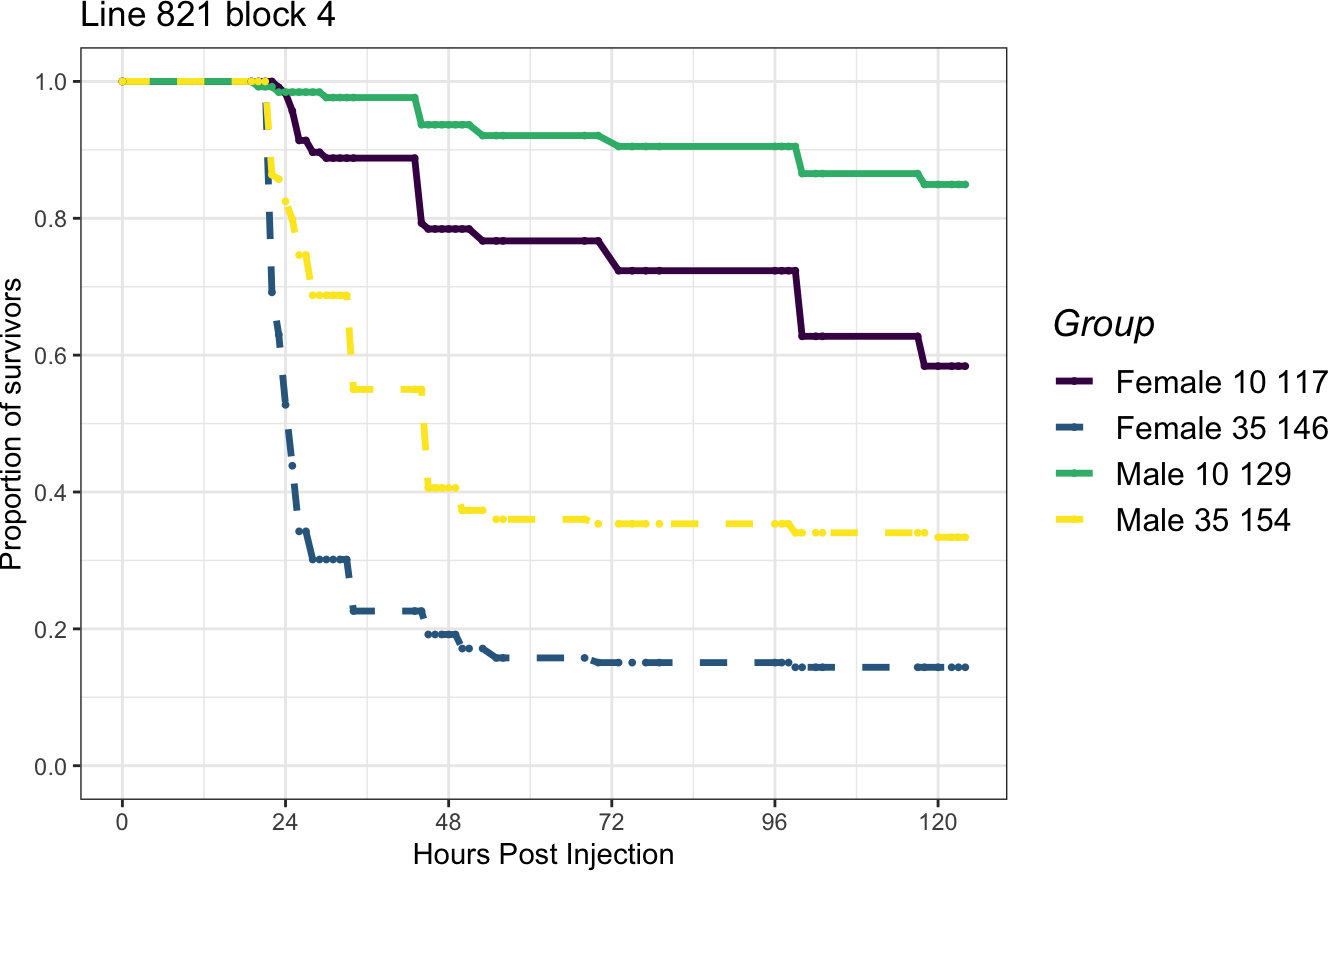 Line 821 block 4
Proportion of survivors
1.0
0.8
0.6
0.4
0.2
0.0
0 24 48 72 96 120
Hours Post Injection
Group
Female 10 117
Female 35 146
Male 10 129
Male 35 154